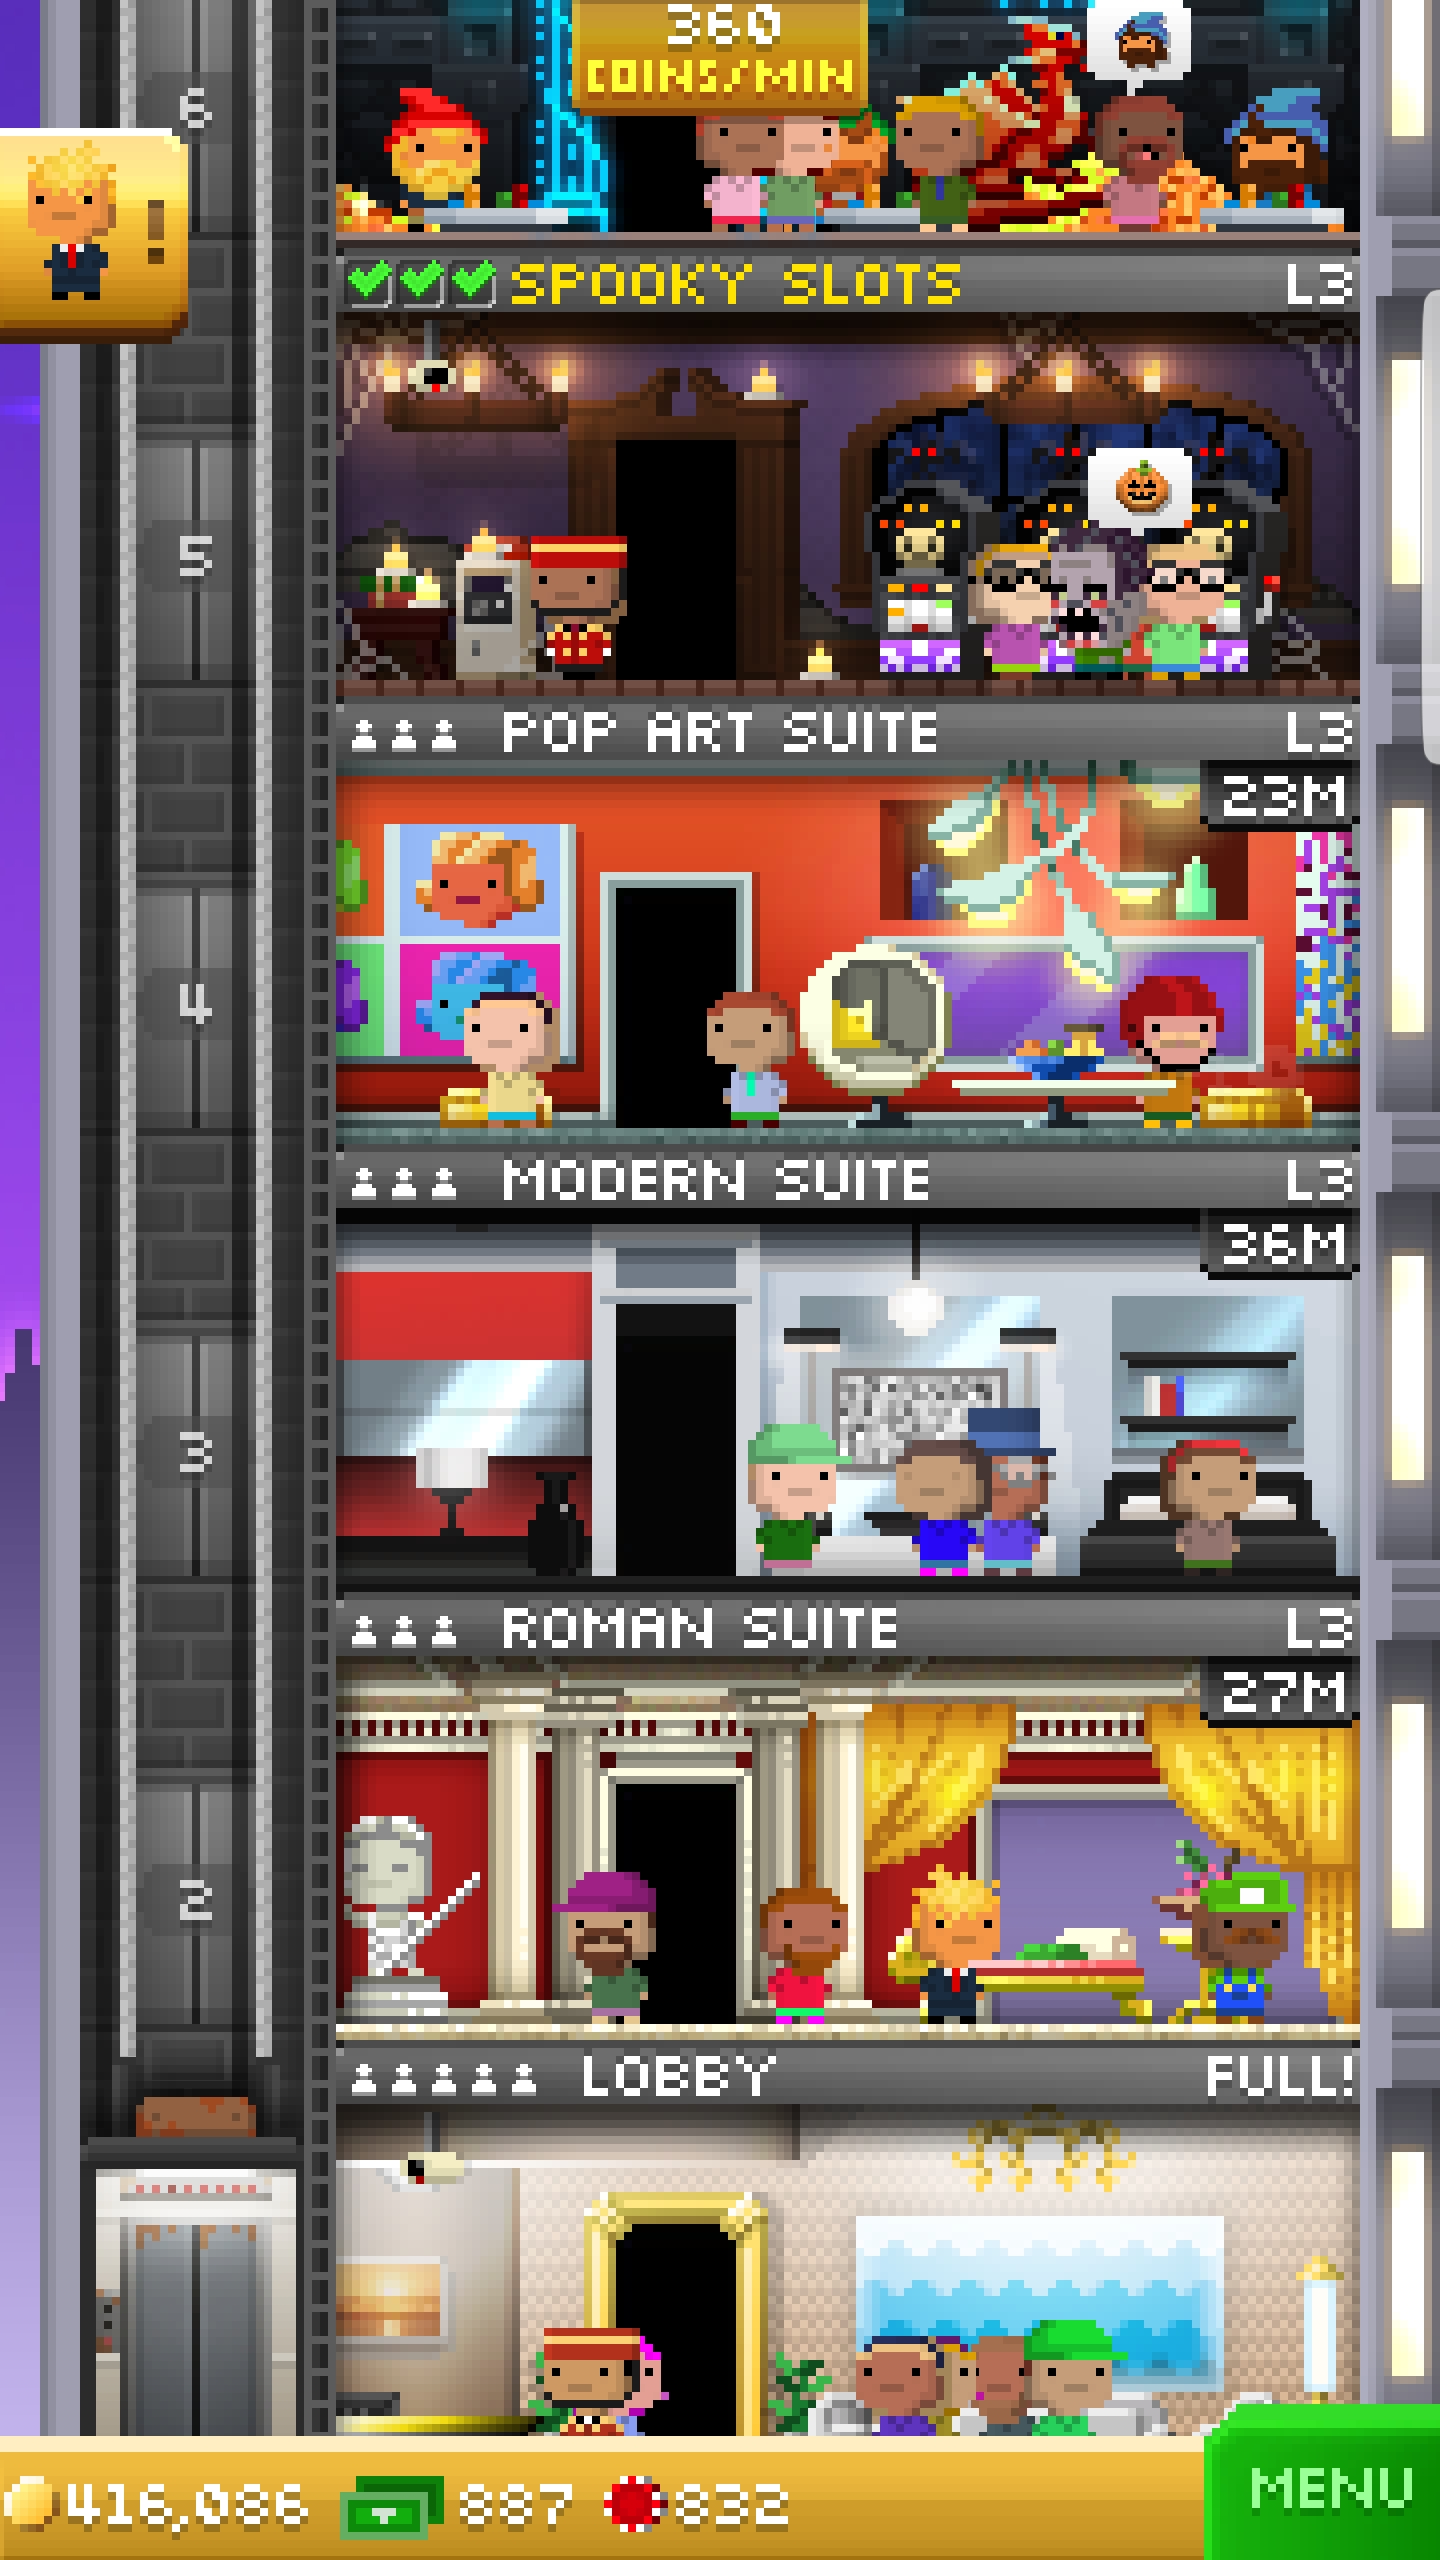 360
COINS/MIN
6
!
SPOOKY SLOTS L3
5
POP ART SUITE L3
23M
4
MODERN SUITE L3
36M
3
ROMAN SUITE L3
27M
2
LOBBY FULL!
416,086 887 832
MENU